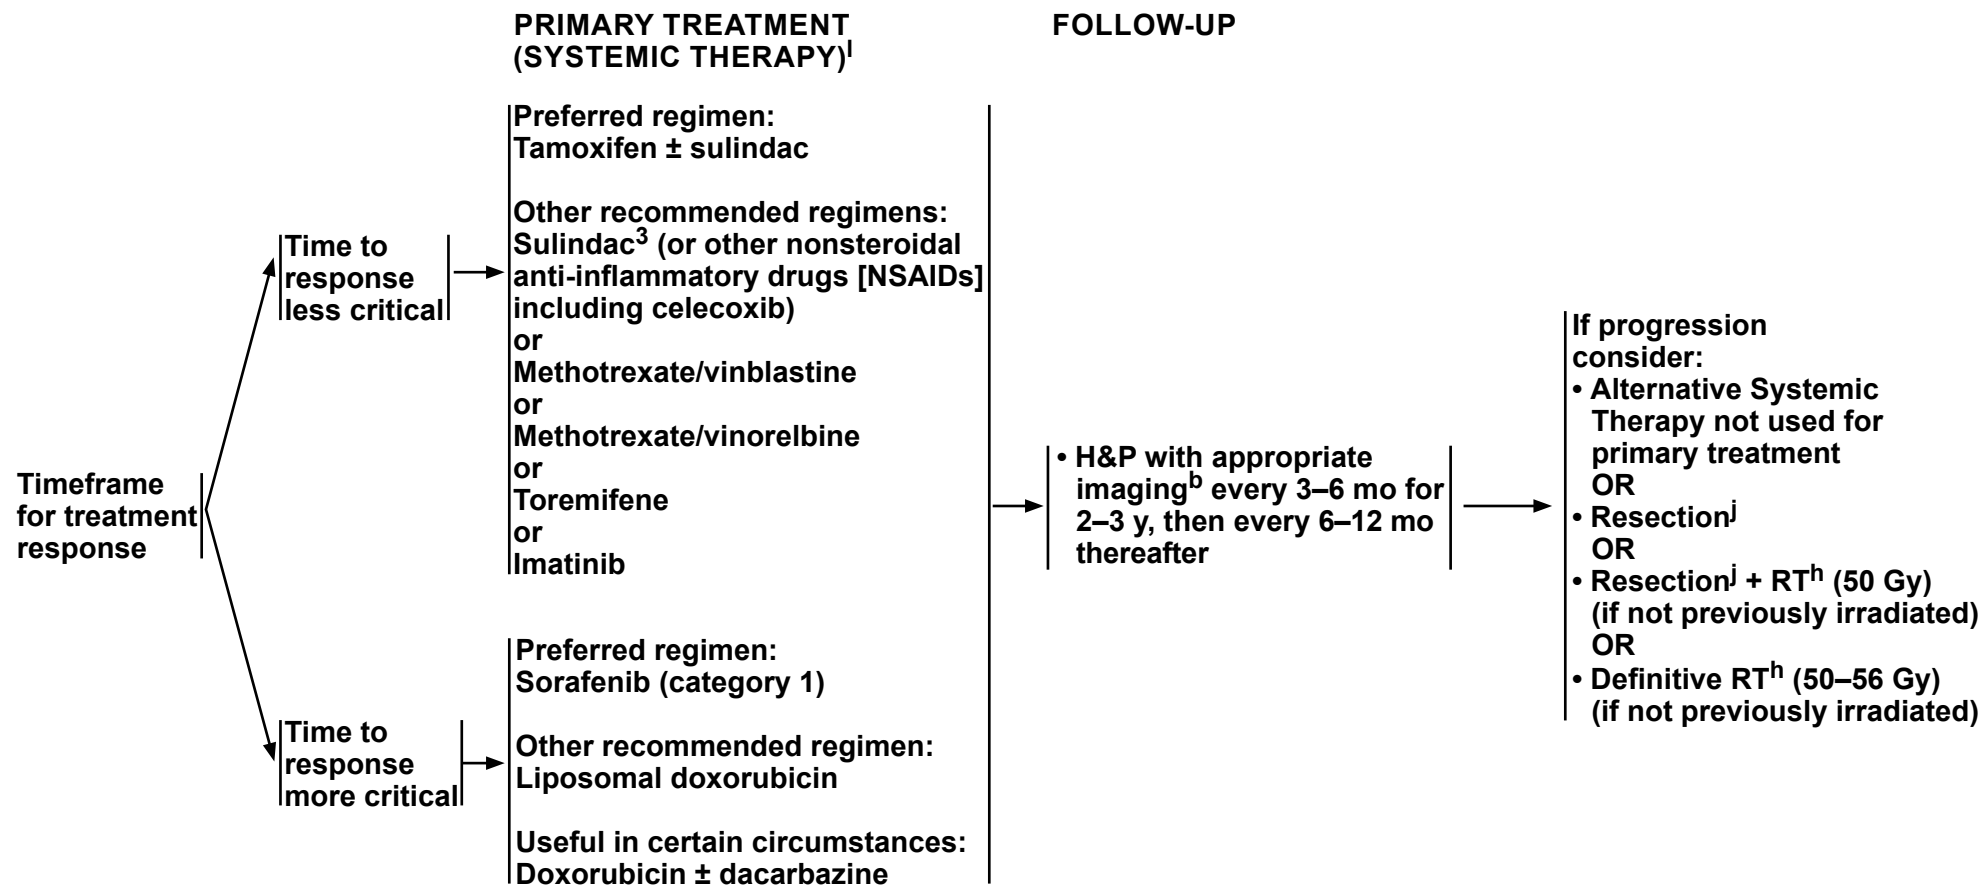 PRIMARY TREATMENT
(SYSTEMIC THERAPY)l
FOLLOW-UP
Timeframe
for treatment
response
Time to
response
less critical
Preferred regimen:
Tamoxifen ± sulindac
Other recommended regimens:
Sulindac3 (or other nonsteroidal
anti-inflammatory drugs [NSAIDs]
including celecoxib)
or
Methotrexate/vinblastine
or
Methotrexate/vinorelbine
or
Toremifene
or
Imatinib
Time to
response
more critical
Preferred regimen:
Sorafenib (category 1)
Other recommended regimen:
Liposomal doxorubicin
Useful in certain circumstances:
Doxorubicin ± dacarbazine
• H&P with appropriate
imagingb every 3–6 mo for
2–3 y, then every 6–12 mo
thereafter
If progression
consider:
• Alternative Systemic
Therapy not used for
primary treatment
OR
• Resectionj
OR
• Resectionj + RTh (50 Gy)
(if not previously irradiated)
OR
• Definitive RTh (50–56 Gy)
(if not previously irradiated)